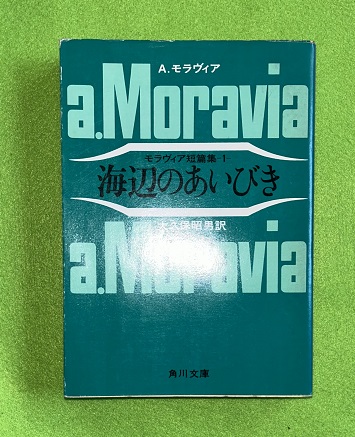 A.モラヴィア
a.Moravia
モラヴィア短篇集-I-
海辺のあいびき
大久保昭男訳
a.Moravia
角川文庫